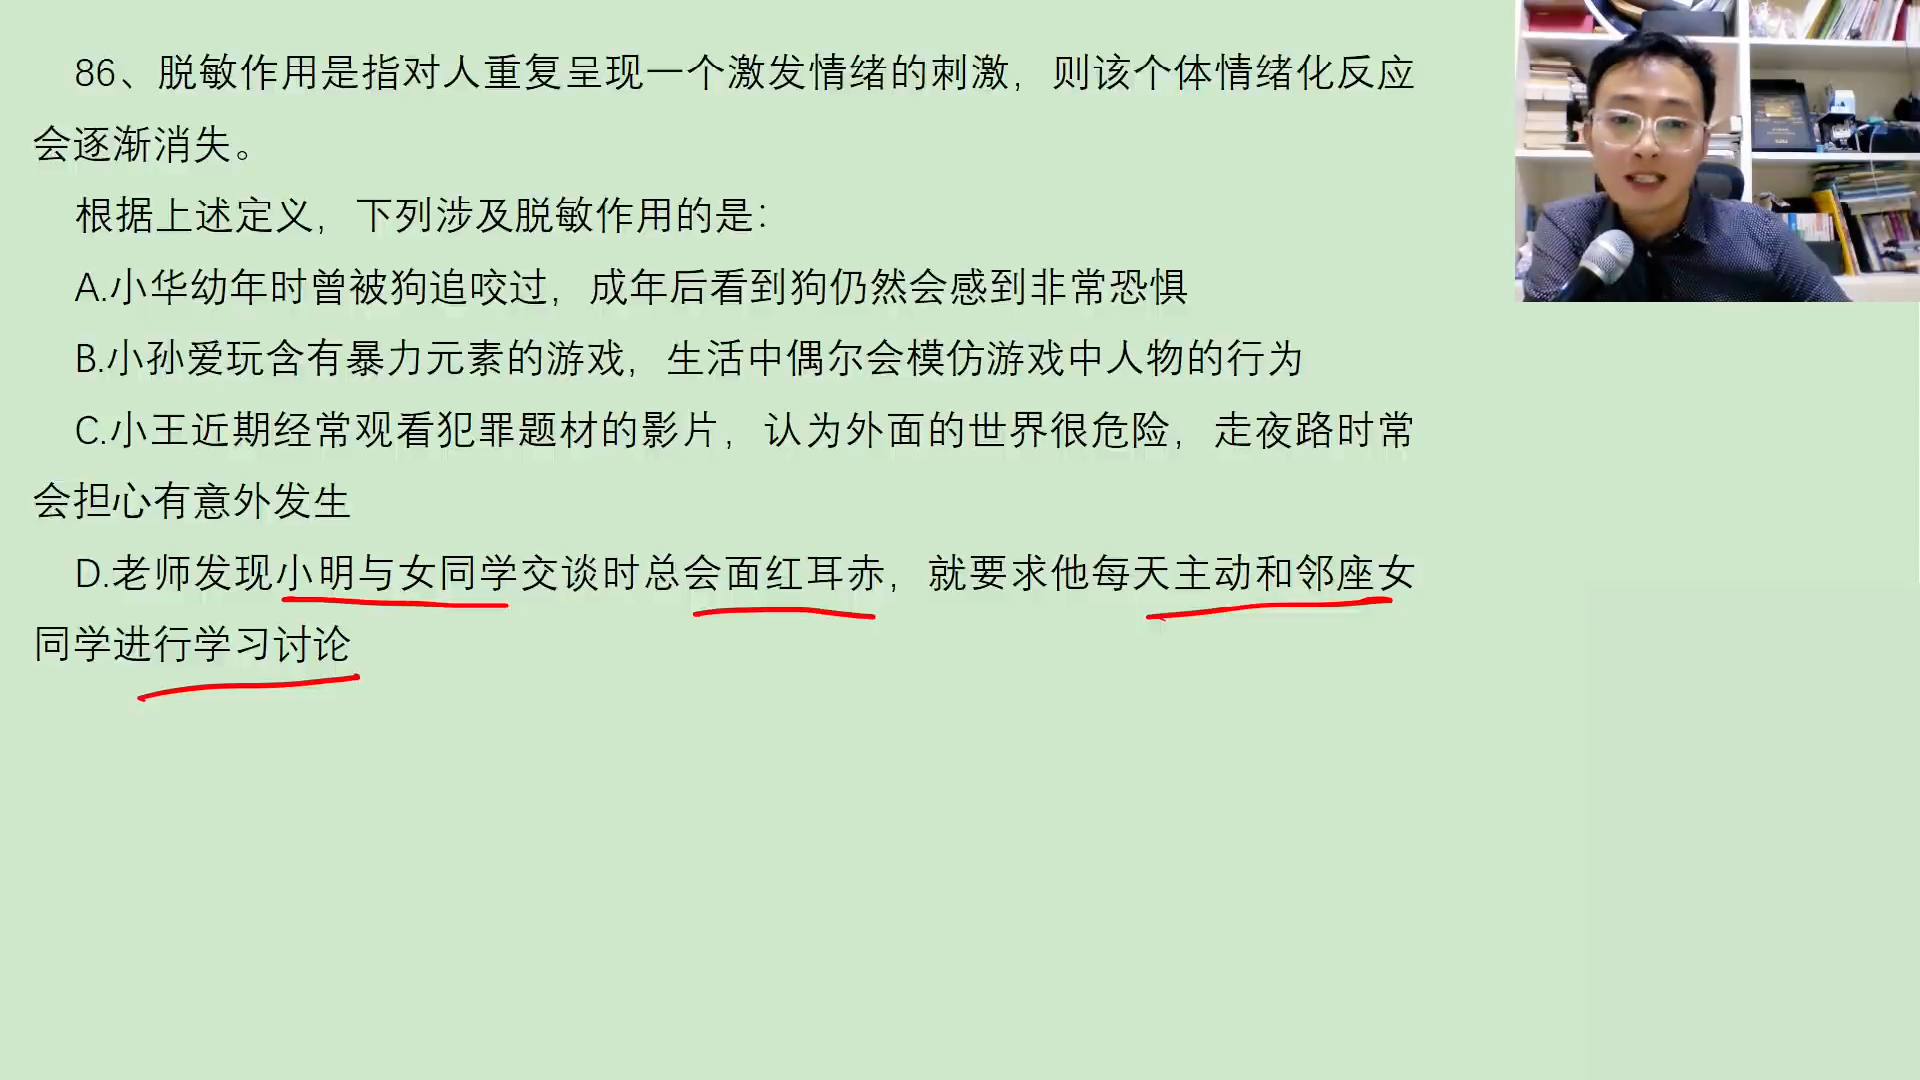 86、脱敏作用是指对人重复呈现一个激发情绪的刺激，则该个体情绪化反应
会逐渐消失。
根据上述定义，下列涉及脱敏作用的是：
A.小华幼年时曾被狗追咬过，成年后看到狗仍然会感到非常恐惧
B.小孙爱玩含有暴力元素的游戏，生活中偶尔会模仿游戏中人物的行为
C.小王近期经常观看犯罪题材的影片，认为外面的世界很危险，走夜路时常
会担心有意外发生
D.老师发现小明与女同学交谈时总会面红耳赤，就要求他每天主动和邻座女
同学进行学习讨论